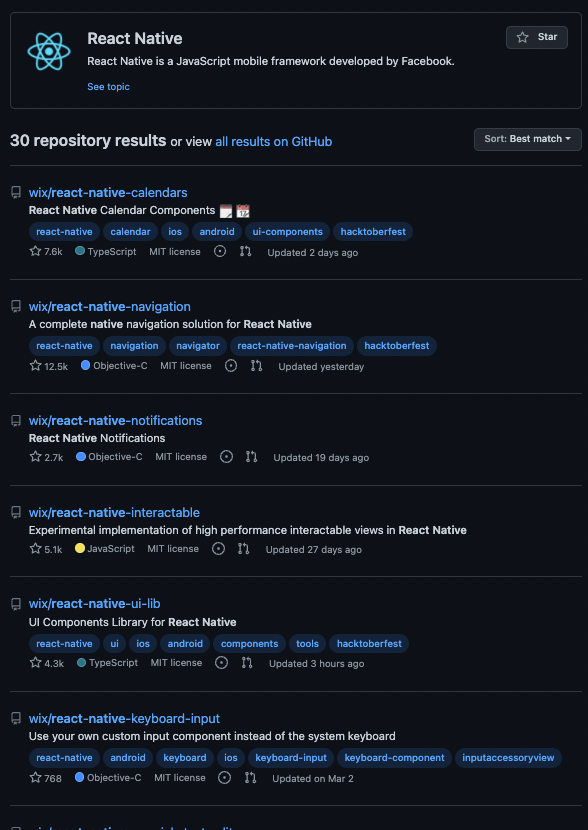 React Native
Star
React Native is a JavaScript mobile framework developed by Facebook.
See topic
30 repository results or view all results on GitHub
Sort: Best match
wix/react-native-calendars
React Native Calendar Components
react-native calendar ios android ui-components hacktoberfest
7.6k TypeScript MIT license Updated 2 days ago
wix/react-native-navigation
A complete native navigation solution for React Native
react-native navigation navigator react-native-navigation hacktoberfest
12.5k Objective-C MIT license Updated yesterday
wix/react-native-notifications
React Native Notifications
2.7k Objective-C MIT license Updated 19 days ago
wix/react-native-interactable
Experimental implementation of high performance interactable views in React Native
5.1k JavaScript MIT license Updated 27 days ago
wix/react-native-ui-lib
UI Components Library for React Native
react-native ui ios android components tools hacktoberfest
4.3k TypeScript MIT license Updated 3 hours ago
wix/react-native-keyboard-input
Use your own custom input component instead of the system keyboard
react-native android keyboard ios keyboard-input keyboard-component inputaccessoryview
768 Objective-C MIT license Updated on Mar 2